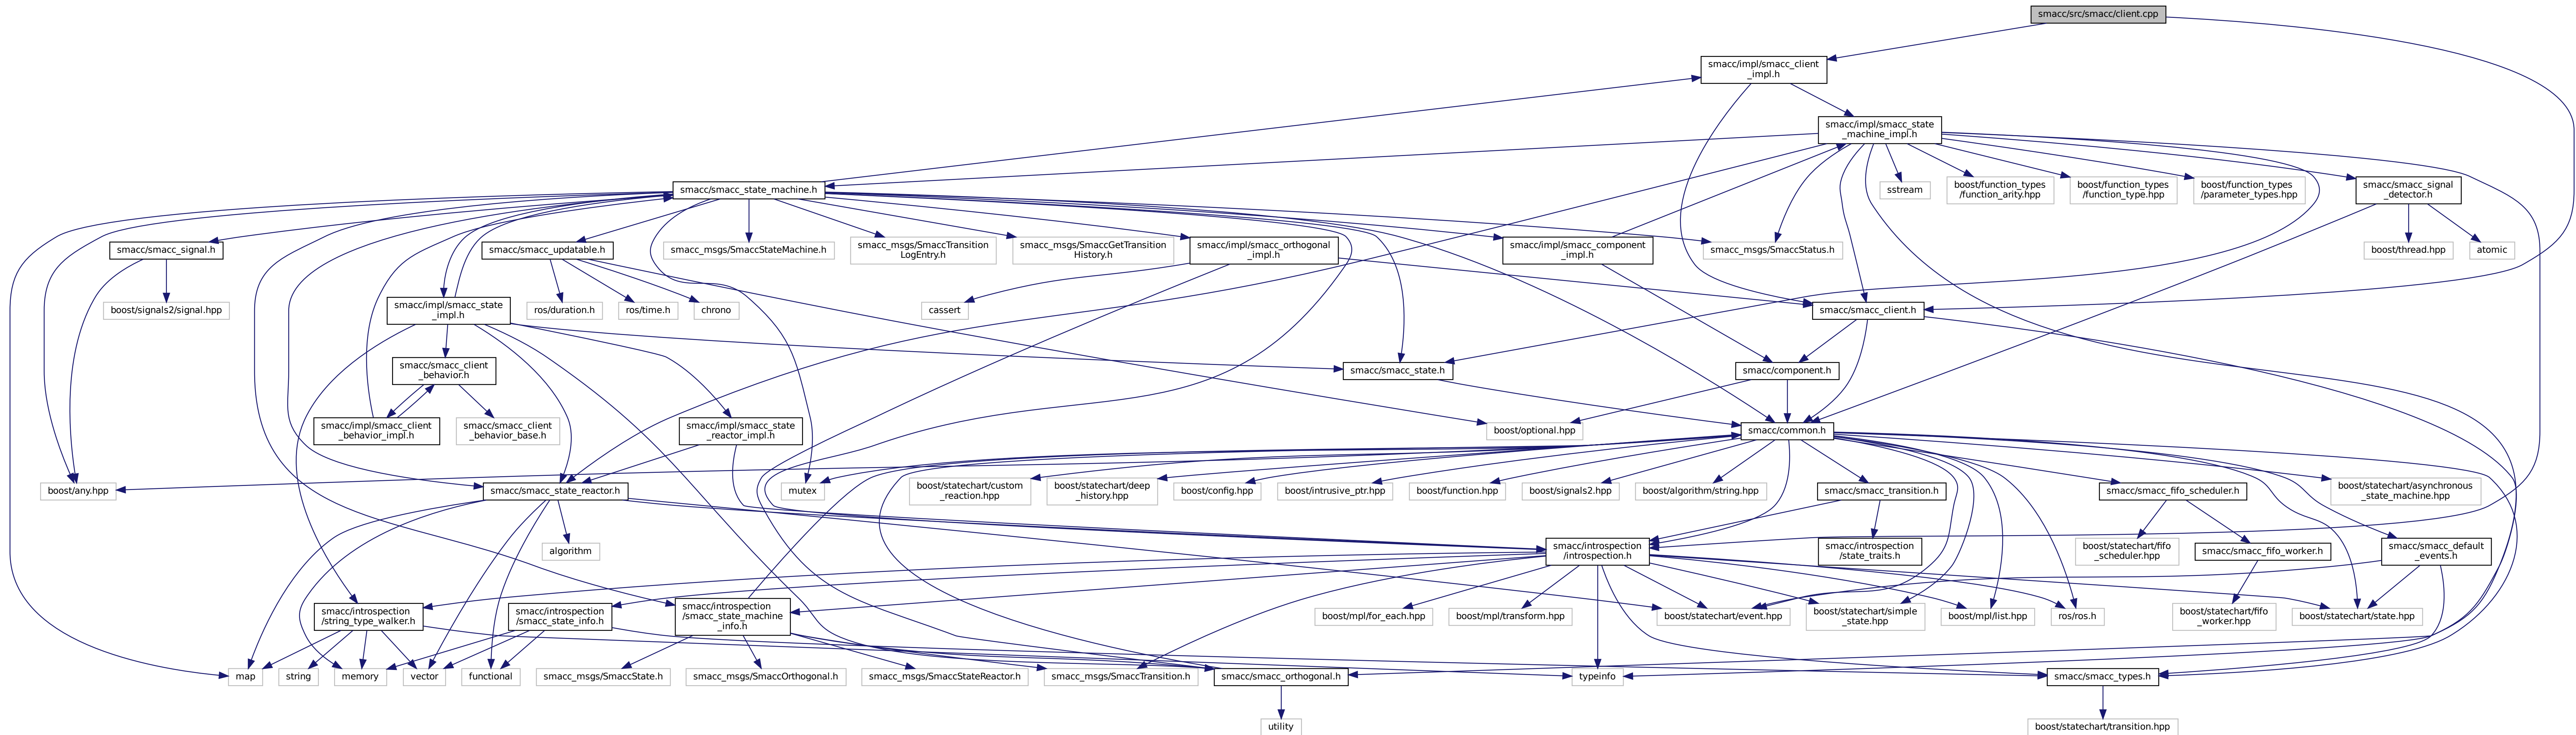 smacc/src/smacc/client.cpp
smacc/impl/smacc_client
_impl.h
smacc/impl/smacc_state
_machine_impl.h
smacc/smacc_state_machine.h
sstream
boost/function_types
/function_arity.hpp
boost/function_types
/function_type.hpp
boost/function_types
/parameter_types.hpp
smacc/smacc_signal
_detector.h
smacc/smacc_signal.h
smacc/smacc_updatable.h
smacc_msgs/SmaccStateMachine.h
smacc_msgs/SmaccTransition
LogEntry.h
smacc_msgs/SmaccGetTransition
History.h
smacc/impl/smacc_orthogonal
_impl.h
smacc/impl/smacc_component
_impl.h
smacc_msgs/SmaccStatus.h
boost/thread.hpp
atomic
boost/signals2/signal.hpp
smacc/impl/smacc_state
_impl.h
ros/duration.h
ros/time.h
chrono
cassert
smacc/smacc_client.h
smacc/smacc_client
_behavior.h
smacc/smacc_state.h
smacc/component.h
smacc/impl/smacc_client
_behavior_impl.h
smacc/smacc_client
_behavior_base.h
smacc/impl/smacc_state
_reactor_impl.h
boost/optional.hpp
smacc/common.h
boost/any.hpp
smacc/smacc_state_reactor.h
mutex
boost/statechart/custom
_reaction.hpp
boost/statechart/deep
_history.hpp
boost/config.hpp
boost/intrusive_ptr.hpp
boost/function.hpp
boost/signals2.hpp
boost/algorithm/string.hpp
smacc/smacc_transition.h
smacc/smacc_fifo_scheduler.h
boost/statechart/asynchronous
_state_machine.hpp
algorithm
smacc/introspection
/introspection.h
smacc/introspection
/state_traits.h
boost/statechart/fifo
_scheduler.hpp
smacc/smacc_fifo_worker.h
smacc/smacc_default
_events.h
smacc/introspection
/string_type_walker.h
smacc/introspection
/smacc_state_info.h
smacc/introspection
/smacc_state_machine
_info.h
boost/mpl/for_each.hpp
boost/mpl/transform.hpp
boost/statechart/event.hpp
boost/statechart/simple
_state.hpp
boost/mpl/list.hpp
ros/ros.h
boost/statechart/fifo
_worker.hpp
boost/statechart/state.hpp
map
string
memory
vector
functional
smacc_msgs/SmaccState.h
smacc_msgs/SmaccOrthogonal.h
smacc_msgs/SmaccStateReactor.h
smacc_msgs/SmaccTransition.h
smacc/smacc_orthogonal.h
typeinfo
smacc/smacc_types.h
utility
boost/statechart/transition.hpp